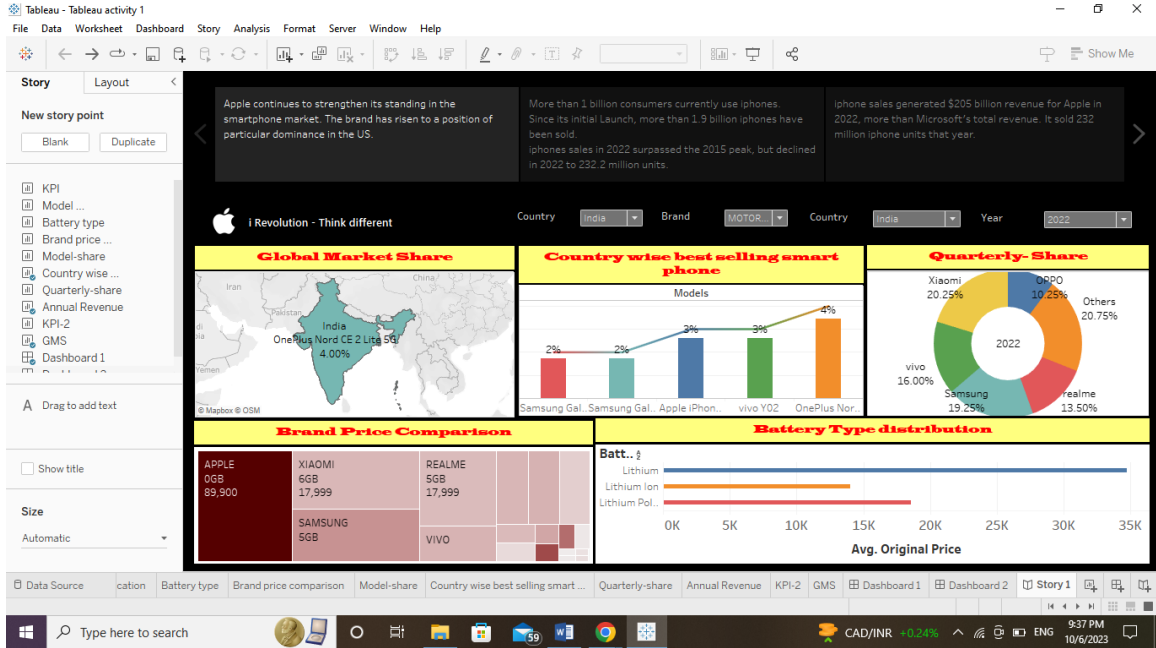 Tableau - Tableau activity 1
File Data Worksheet Dashboard Story Analysis Format Server Window Help
Show Me
Story Layout
New story point
Blank Duplicate
KPI
Model ...
Battery type
Brand price ...
Model-share
Country wise ...
Quarterly-share
Annual Revenue
KPI-2
GMS
Dashboard 1
A Drag to add text
Show title
Size
Automatic
Apple continues to strengthen its standing in the
smartphone market. The brand has risen to a position of
particular dominance in the US.
More than 1 billion consumers currently use iphones.
Since its initial Launch, more than 1.9 billion iphones have
been sold.
iphones sales in 2022 surpassed the 2015 peak, but declined
in 2022 to 232.2 million units.
iphone sales generated $205 billion revenue for Apple in
2022, more than Microsoft's total revenue. It sold 232
million iphone units that year.
i Revolution - Think different
Country India Brand MOTOR... Country India Year 2022
Global Market Share
China
Iran
Pakistan
India
OnePlus Nord CE 2 Lite 5G
4.00%
Yemen
© Mapbox © OSM
Country wise best selling smart
phone
Models
2% 2% 3% 3% 4%
Samsung Gal.. Samsung Gal.. Apple iPhon.. vivo Y02 OnePlus Nor..
Quarterly- Share
Xiaomi
20.25%
OPPO
10.25%
Others
20.75%
2022
vivo
16.00%
Samsung
19.25%
realme
13.50%
Brand Price Comparison
APPLE
0GB
89,900
XIAOMI
6GB
17,999
REALME
5GB
17,999
SAMSUNG
5GB
VIVO
Battery Type distribution
Batt..
Lithium
Lithium Ion
Lithium Pol..
0K 5K 10K 15K 20K 25K 30K 35K
Avg. Original Price
Data Source cation Battery type Brand price comparison Model-share Country wise best selling smart ... Quarterly-share Annual Revenue KPI-2 GMS Dashboard 1 Dashboard 2 Story 1
Type here to search
59
CAD/INR +0.24%
ENG
9:37 PM
10/6/2023